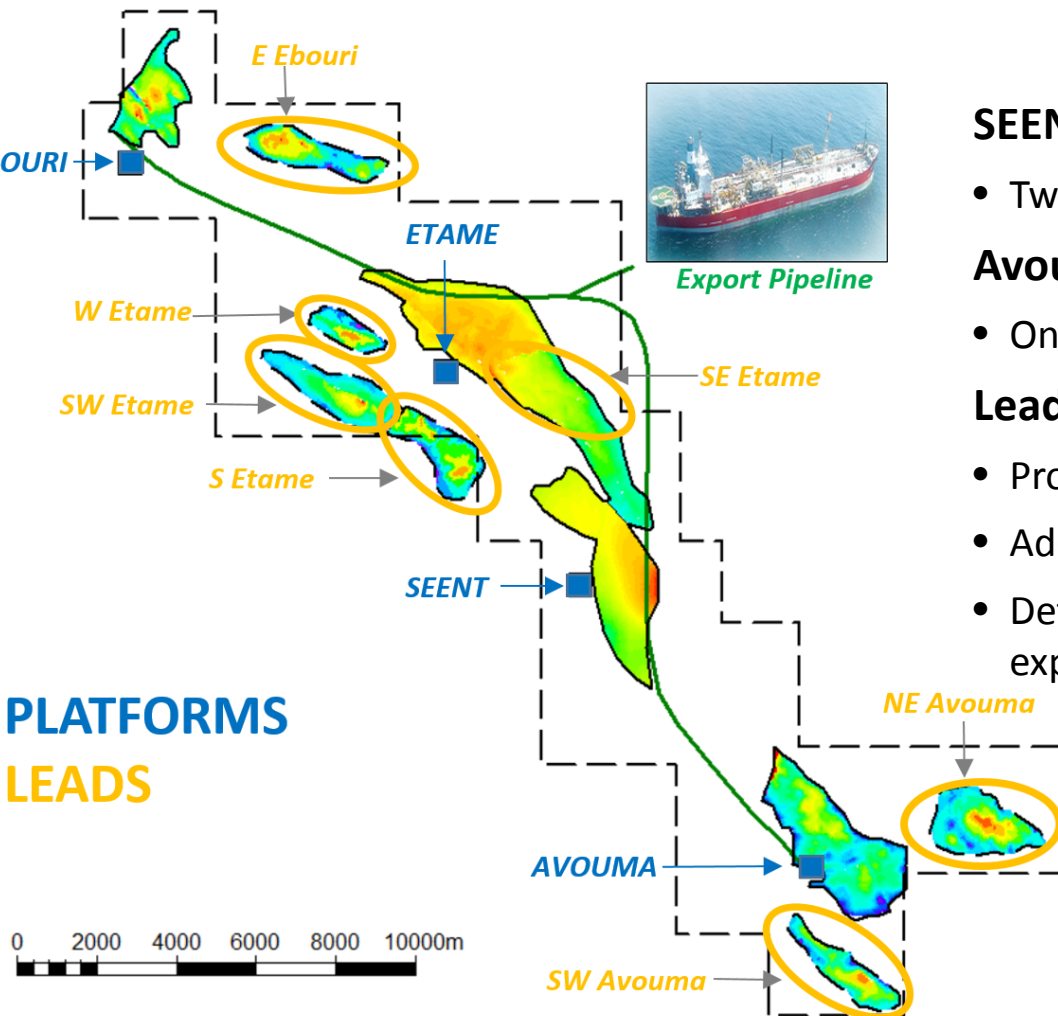 E Ebouri
OURI
ETAME
Export Pipeline
W Etame
SE Etame
SW Etame
S Etame
SEENT
PLATFORMS
LEADS
NE Avouma
AVOUMA
SW Avouma
0 2000 4000 6000 8000 10000m
SEEN
• Tw
Avou
• On
Lead
• Pro
• Ad
• Det
exp